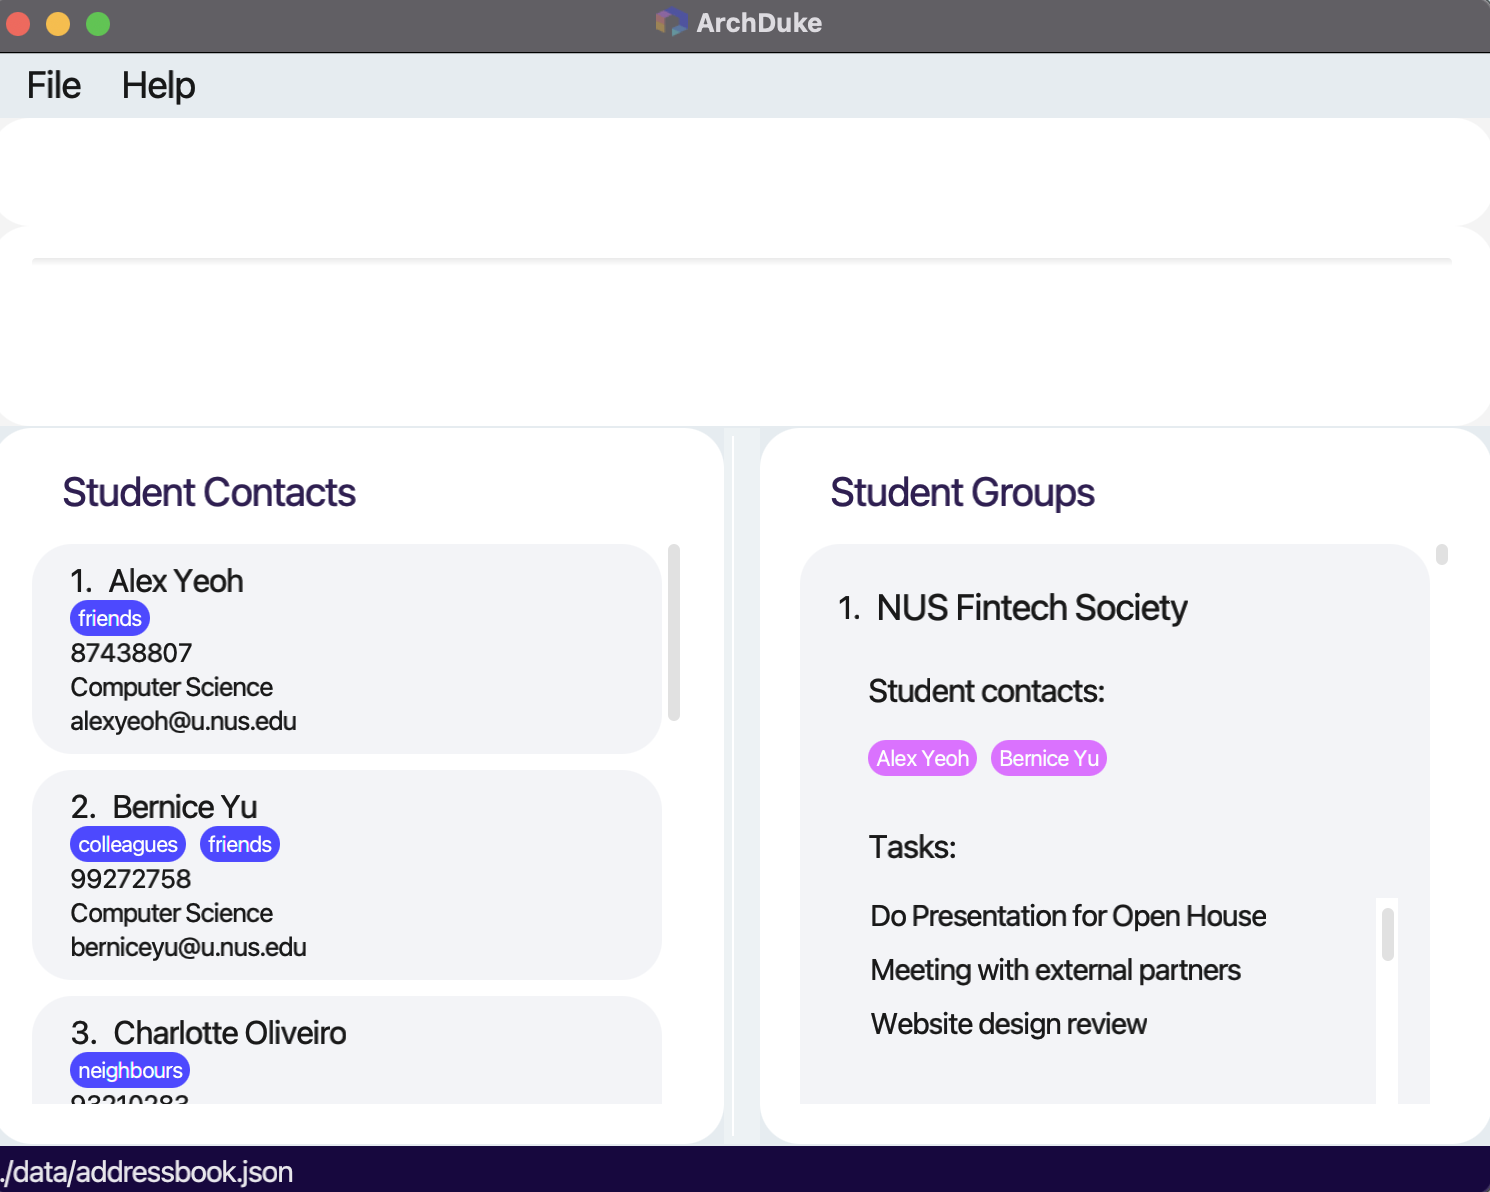 ArchDuke
File Help
Student Contacts
1. Alex Yeoh
friends
87438807
Computer Science
alexyeoh@u.nus.edu
2. Bernice Yu
colleagues friends
99272758
Computer Science
berniceyu@u.nus.edu
3. Charlotte Oliveiro
neighbours
93210283
Student Groups
1. NUS Fintech Society
Student contacts:
Alex Yeoh Bernice Yu
Tasks:
Do Presentation for Open House
Meeting with external partners
Website design review
./data/addressbook.json